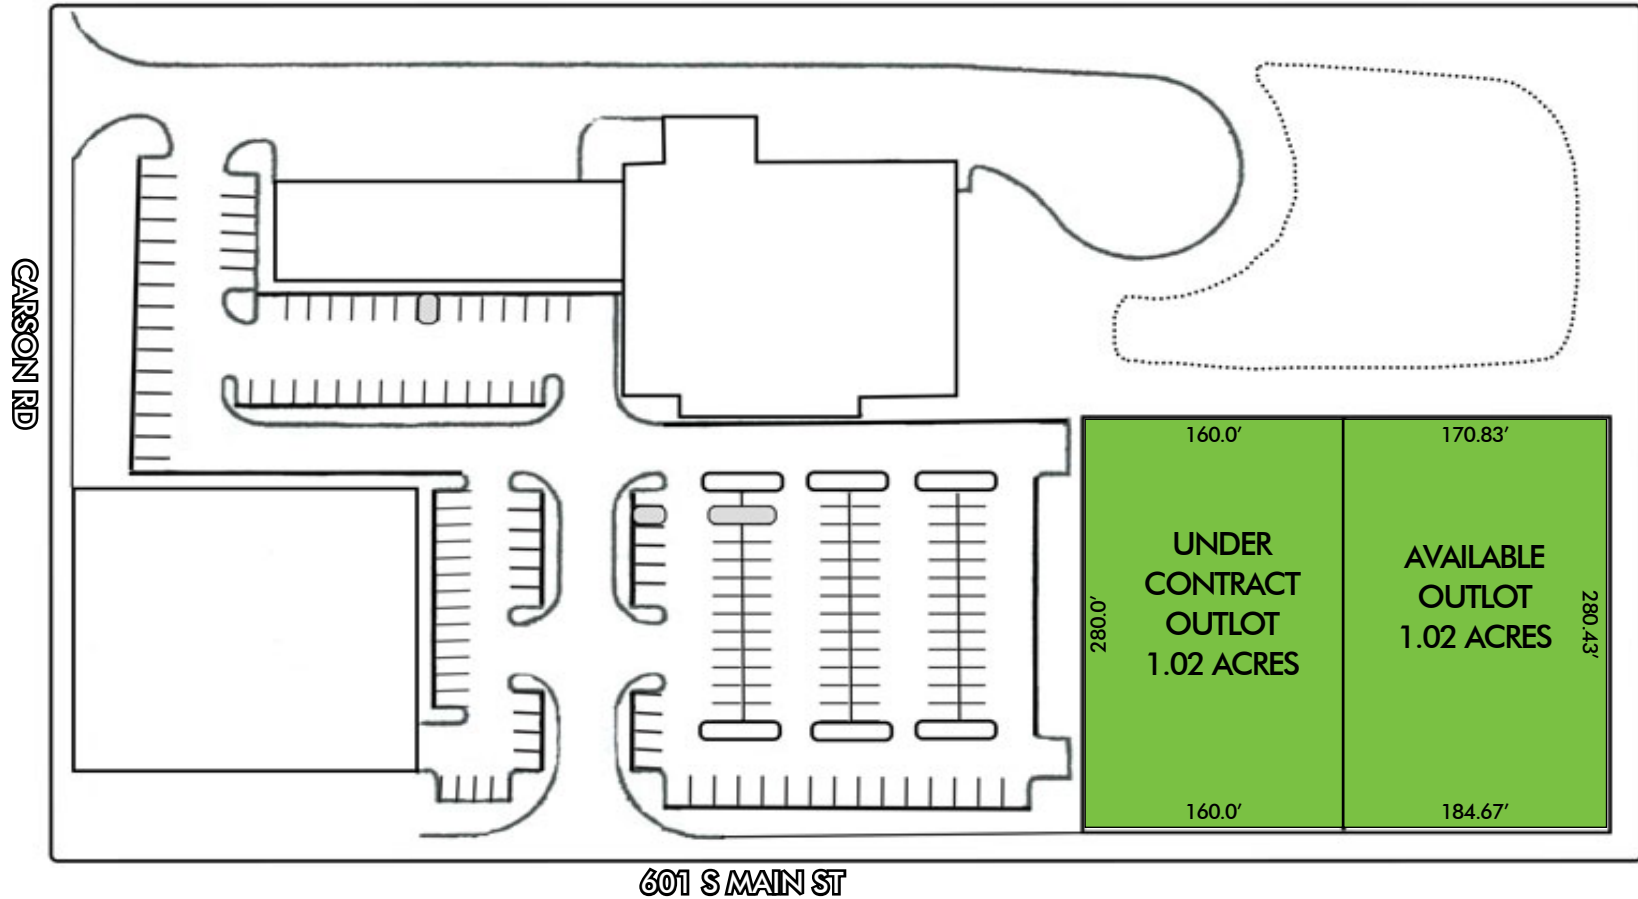 CARSON RD
160.0′
170.83′
UNDER
CONTRACT
OUTLOT
1.02 ACRES
AVAILABLE
OUTLOT
1.02 ACRES
280.0′
280.43′
160.0′
184.67′
601 S MAIN ST